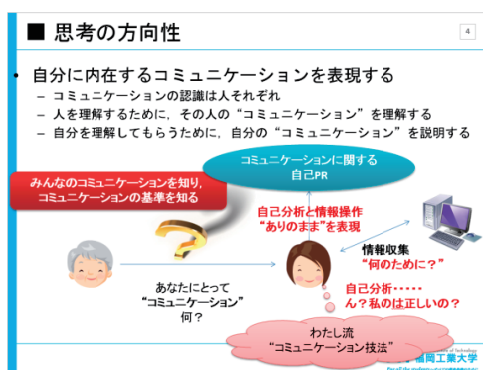 ■ 思考の方向性
4
• 自分に内在するコミュニケーションを表現する
– コミュニケーションの認識は人それぞれ
– 人を理解するために，その人の“コミュニケーション”を理解する
– 自分を理解してもらうために，自分の“コミュニケーション”を説明する
コミュニケーションに関する
自己PR
みんなのコミュニケーションを知り，
コミュニケーションの基準を知る
自己分析と情報操作
“ありのまま”を表現
情報収集
“何のために？”
あなたにとって
“コミュニケーション”
何？
自己分析・・・・・
ん？私のは正しいの？
わたし流
“コミュニケーション技法”
福岡工業大学